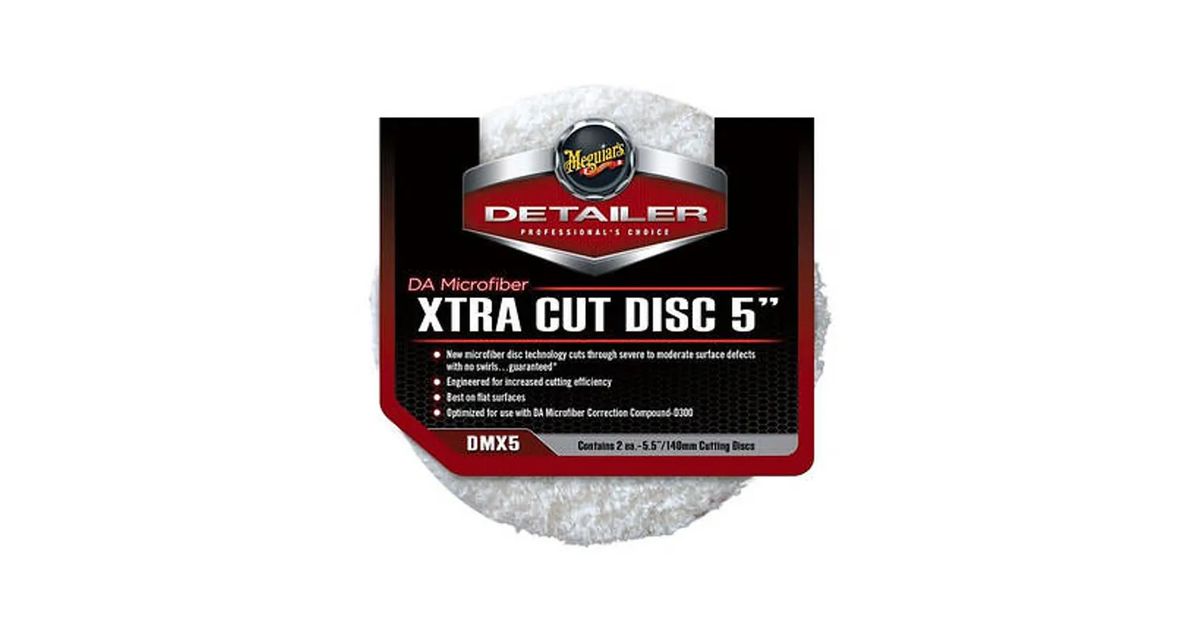 Meguiar's
DETAILER
PROFESSIONAL'S CHOICE
DA Microfiber
XTRA CUT DISC 5”
• New microfiber disc technology cuts through severe to moderate surface defects
with no swirls...guaranteed*
• Engineered for increased cutting efficiency
• Best on flat surfaces
• Optimized for use with DA Microfiber Correction Compound-D300
DMX5
Contains 2 ea.-5.5"/140mm Cutting Discs